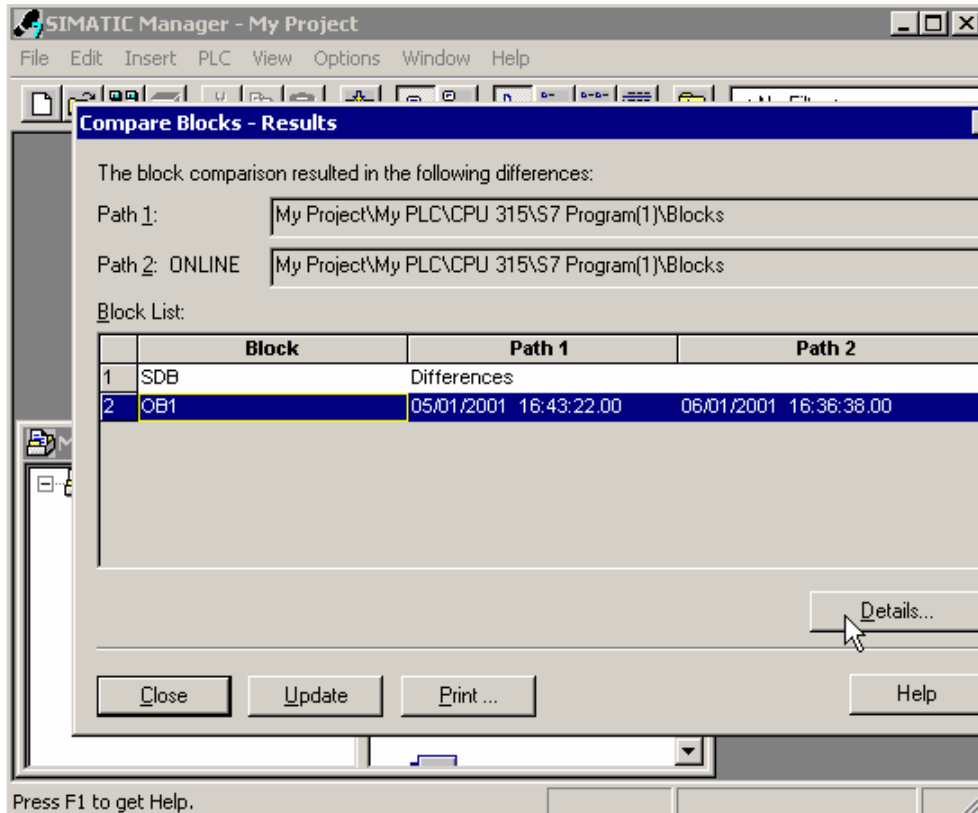 SIMATIC Manager - My Project
File Edit Insert PLC View Options Window Help
Compare Blocks - Results
The block comparison resulted in the following differences:
Path 1: My Project\My PLC\CPU 315\S7 Program(1)\Blocks
Path 2: ONLINE My Project\My PLC\CPU 315\S7 Program(1)\Blocks
Block List:
Block Path 1 Path 2
1 SDB Differences
2 OB1 05/01/2001 16:43:22.00 06/01/2001 16:36:38.00
Details...
Close Update Print ... Help
Press F1 to get Help.